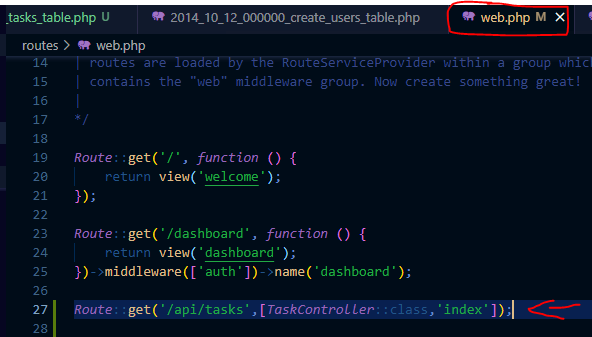 _tasks_table.php U 2014_10_12_000000_create_users_table.php web.php M
routes > web.php
14 | routes are loaded by the RouteServiceProvider within a group whic
15 | contains the "web" middleware group. Now create something great!
16 |
17 */
18
19 Route::get('/', function () {
20 return view('welcome');
21 });
22
23 Route::get('/dashboard', function () {
24 return view('dashboard');
25 })->middleware(['auth'])->name('dashboard');
26
27 Route::get('/api/tasks',[TaskController::class,'index']);
28